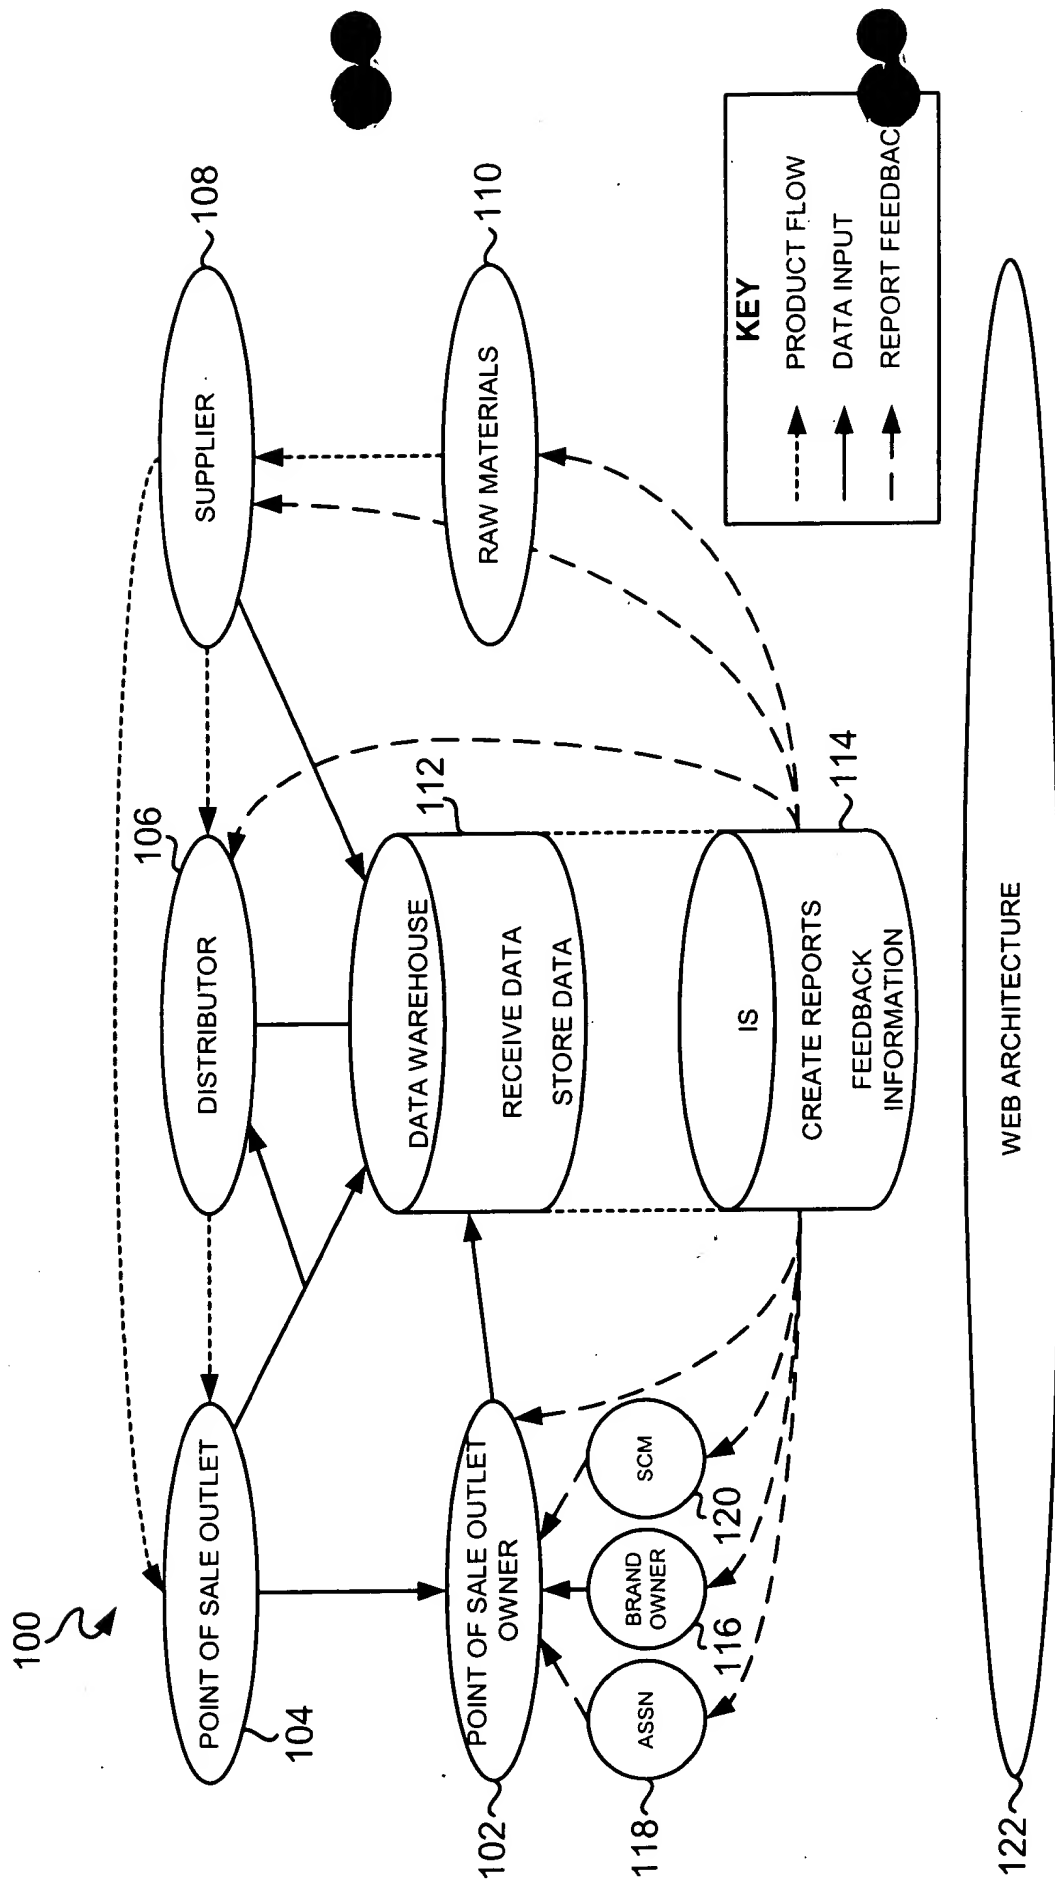 100
POINT OF SALE OUTLET
104
DISTRIBUTOR
106
SUPPLIER
108
POINT OF SALE OUTLET
OWNER
102
DATA WAREHOUSE
RECEIVE DATA
STORE DATA
112
RAW MATERIALS
110
ASSN
118
BRAND
OWNER
116
SCM
120
IS
CREATE REPORTS
FEEDBACK
INFORMATION
114
KEY
PRODUCT FLOW
DATA INPUT
REPORT FEEDBAC
WEB ARCHITECTURE
122